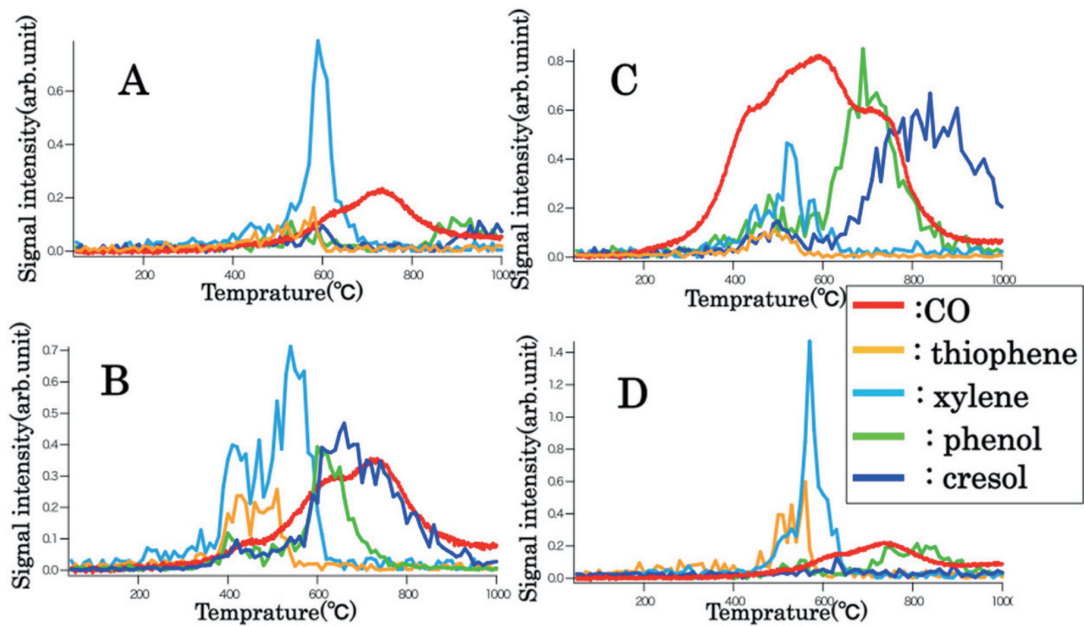 A
Signal intensity(arb.unit)
0.6
0.4
0.2
0.0
200
400
600
800
1000
Temprature(℃)
C
Signal intensity(arb.unint)
0.8
0.6
0.4
0.2
0.0
200
400
600
800
1000
Temprature(℃)
:CO
: thiophene
: xylene
: phenol
: cresol
B
Signal intensity(arb.unit)
0.7
0.6
0.5
0.4
0.3
0.2
0.1
0.0
200
400
600
800
1000
Temprature(℃)
D
Signal intensity(arb.unit)
1.4
1.2
1.0
0.8
0.6
0.4
0.2
0.0
200
400
600
800
1000
Temprature(℃)